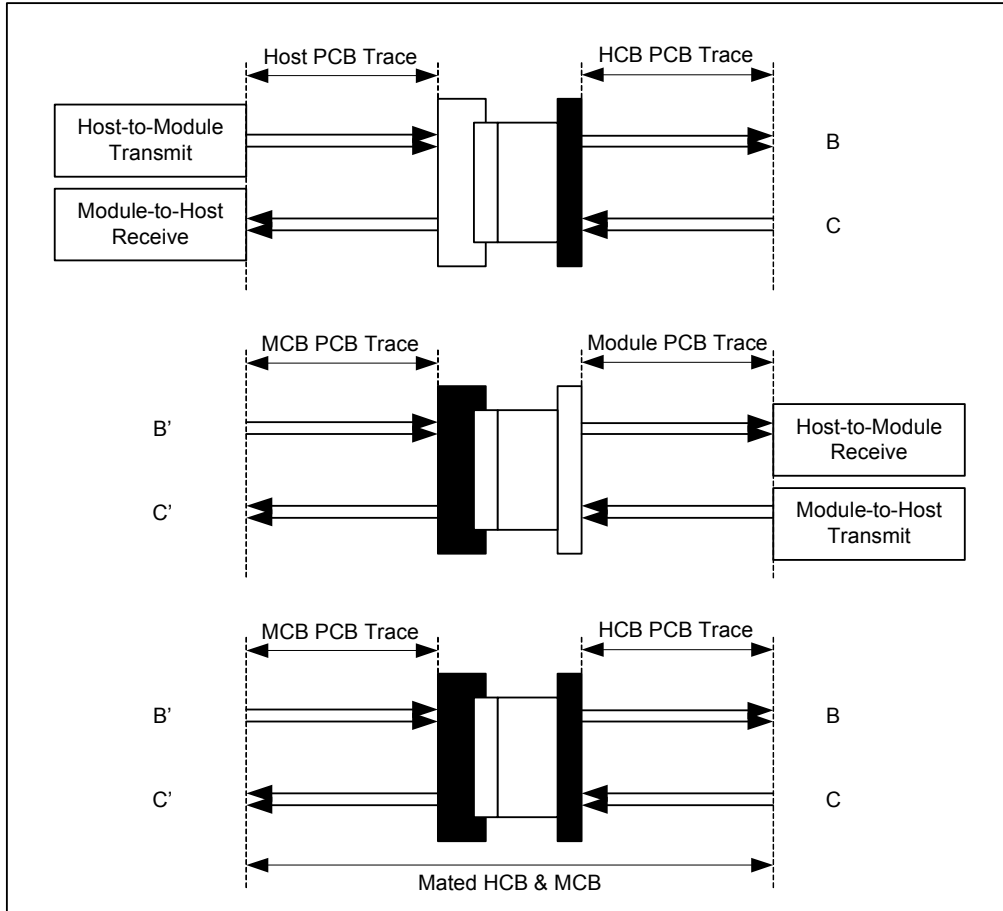 Host PCB Trace
HCB PCB Trace
Host-to-Module
Transmit
B
Module-to-Host
Receive
C
MCB PCB Trace
Module PCB Trace
B’
Host-to-Module
Receive
C’
Module-to-Host
Transmit
MCB PCB Trace
HCB PCB Trace
B’
B
C’
C
Mated HCB & MCB